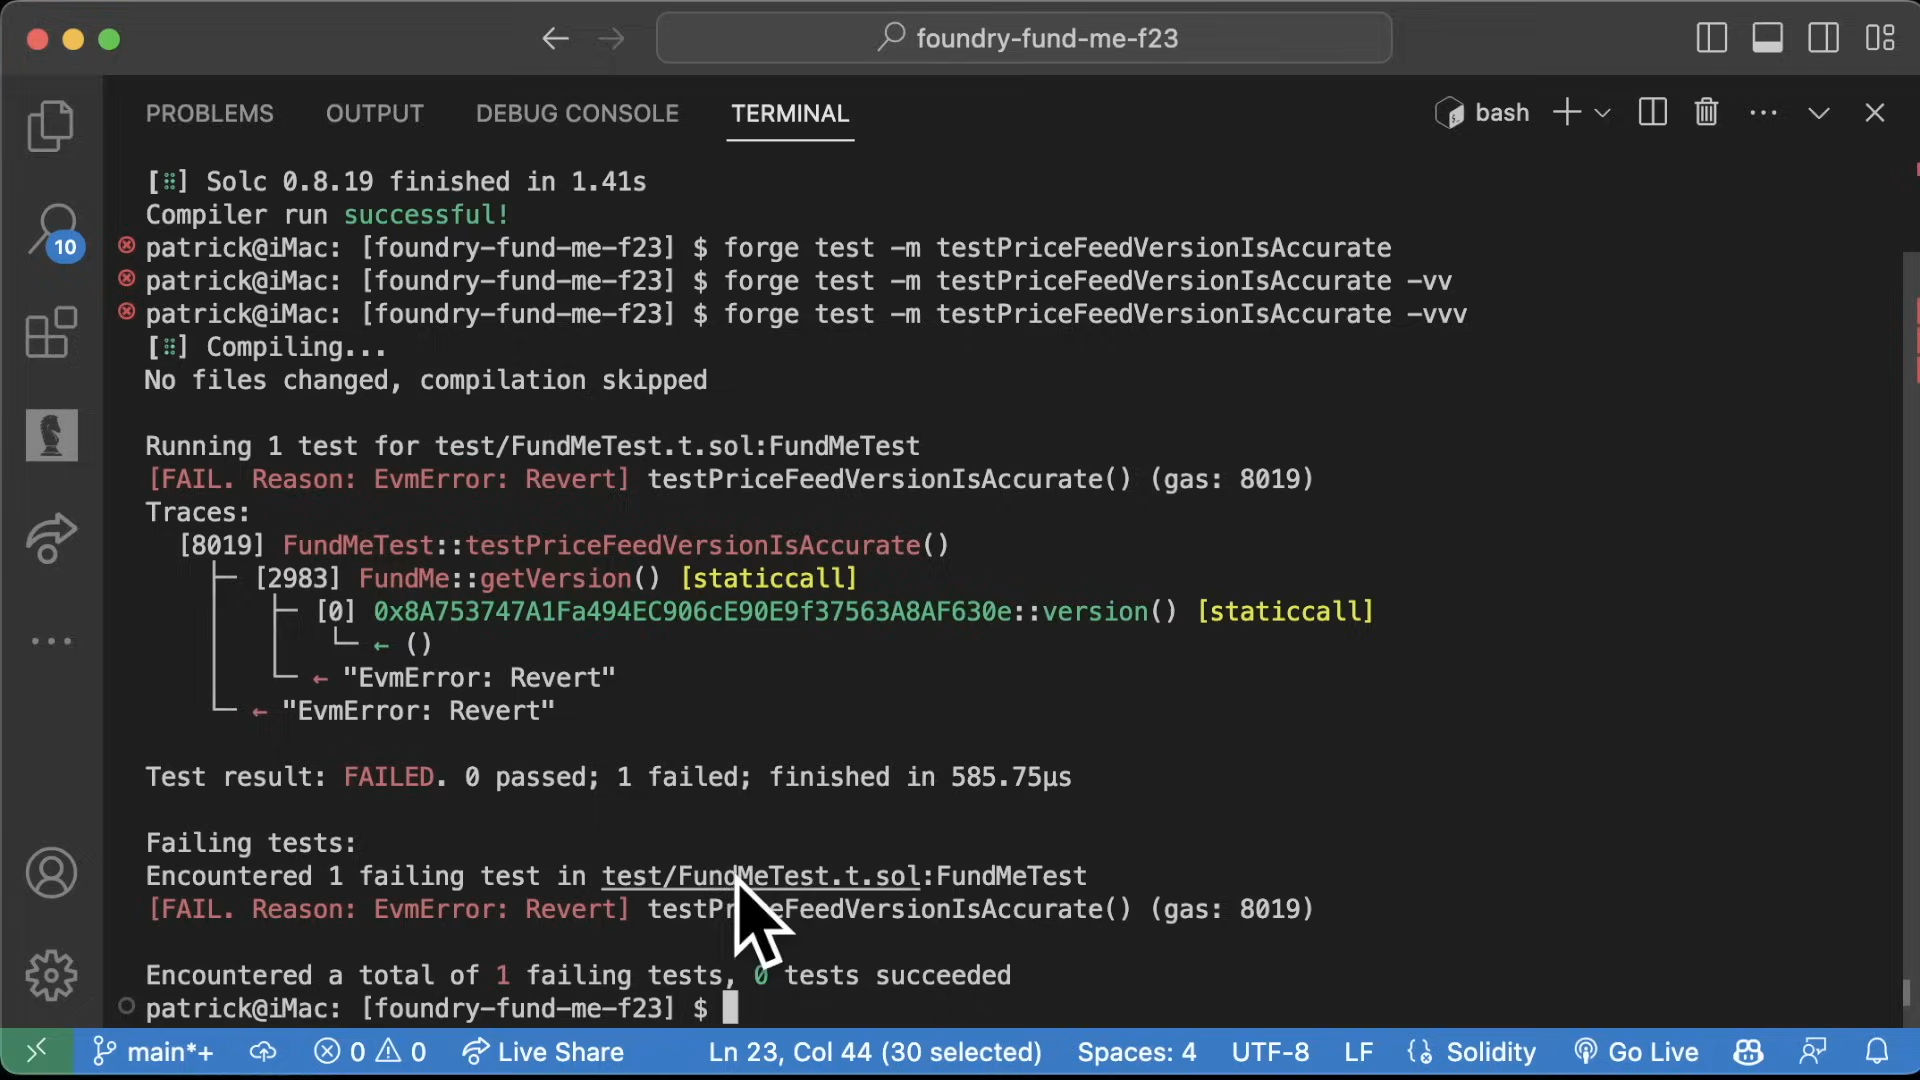 foundry-fund-me-f23
PROBLEMS OUTPUT DEBUG CONSOLE TERMINAL bash
[⠿] Solc 0.8.19 finished in 1.41s
Compiler run successful!
patrick@iMac: [foundry-fund-me-f23] $ forge test -m testPriceFeedVersionIsAccurate
patrick@iMac: [foundry-fund-me-f23] $ forge test -m testPriceFeedVersionIsAccurate -vv
patrick@iMac: [foundry-fund-me-f23] $ forge test -m testPriceFeedVersionIsAccurate -vvv
[⠿] Compiling...
No files changed, compilation skipped
Running 1 test for test/FundMeTest.t.sol:FundMeTest
[FAIL. Reason: EvmError: Revert] testPriceFeedVersionIsAccurate() (gas: 8019)
Traces:
[8019] FundMeTest::testPriceFeedVersionIsAccurate()
├─ [2983] FundMe::getVersion() [staticcall]
│ ├─ [0] 0x8A753747A1Fa494EC906cE90E9f37563A8AF630e::version() [staticcall]
│ │ └─ ← ()
│ └─ ← "EvmError: Revert"
└─ ← "EvmError: Revert"
Test result: FAILED. 0 passed; 1 failed; finished in 585.75µs
Failing tests:
Encountered 1 failing test in test/FundMeTest.t.sol:FundMeTest
[FAIL. Reason: EvmError: Revert] testPriceFeedVersionIsAccurate() (gas: 8019)
Encountered a total of 1 failing tests, 0 tests succeeded
patrick@iMac: [foundry-fund-me-f23] $
10
main*+ 0 0 Live Share Ln 23, Col 44 (30 selected) Spaces: 4 UTF-8 LF Solidity Go Live